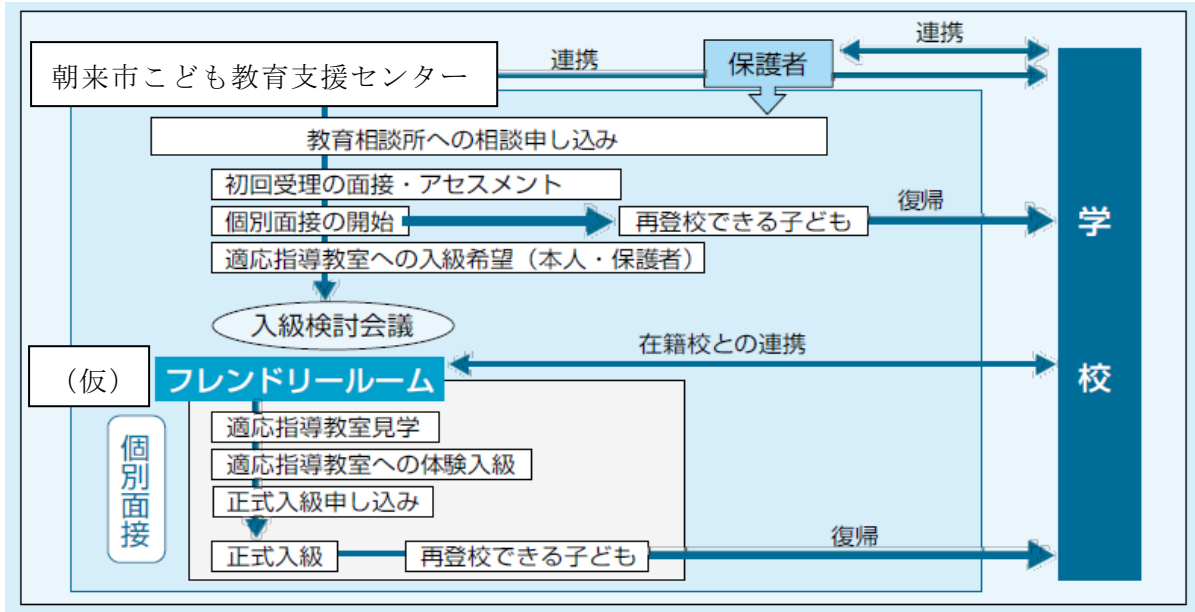 連携
朝来市こども教育支援センター
連携
保護者
教育相談所への相談申し込み
初回受理の面接・アセスメント
個別面接の開始
再登校できる子ども
復帰
適応指導教室への入級希望（本人・保護者）
入級検討会議
在籍校との連携
（仮）
フレンドリールーム
適応指導教室見学
適応指導教室への体験入級
正式入級申し込み
正式入級
再登校できる子ども
復帰
個別面接
学校